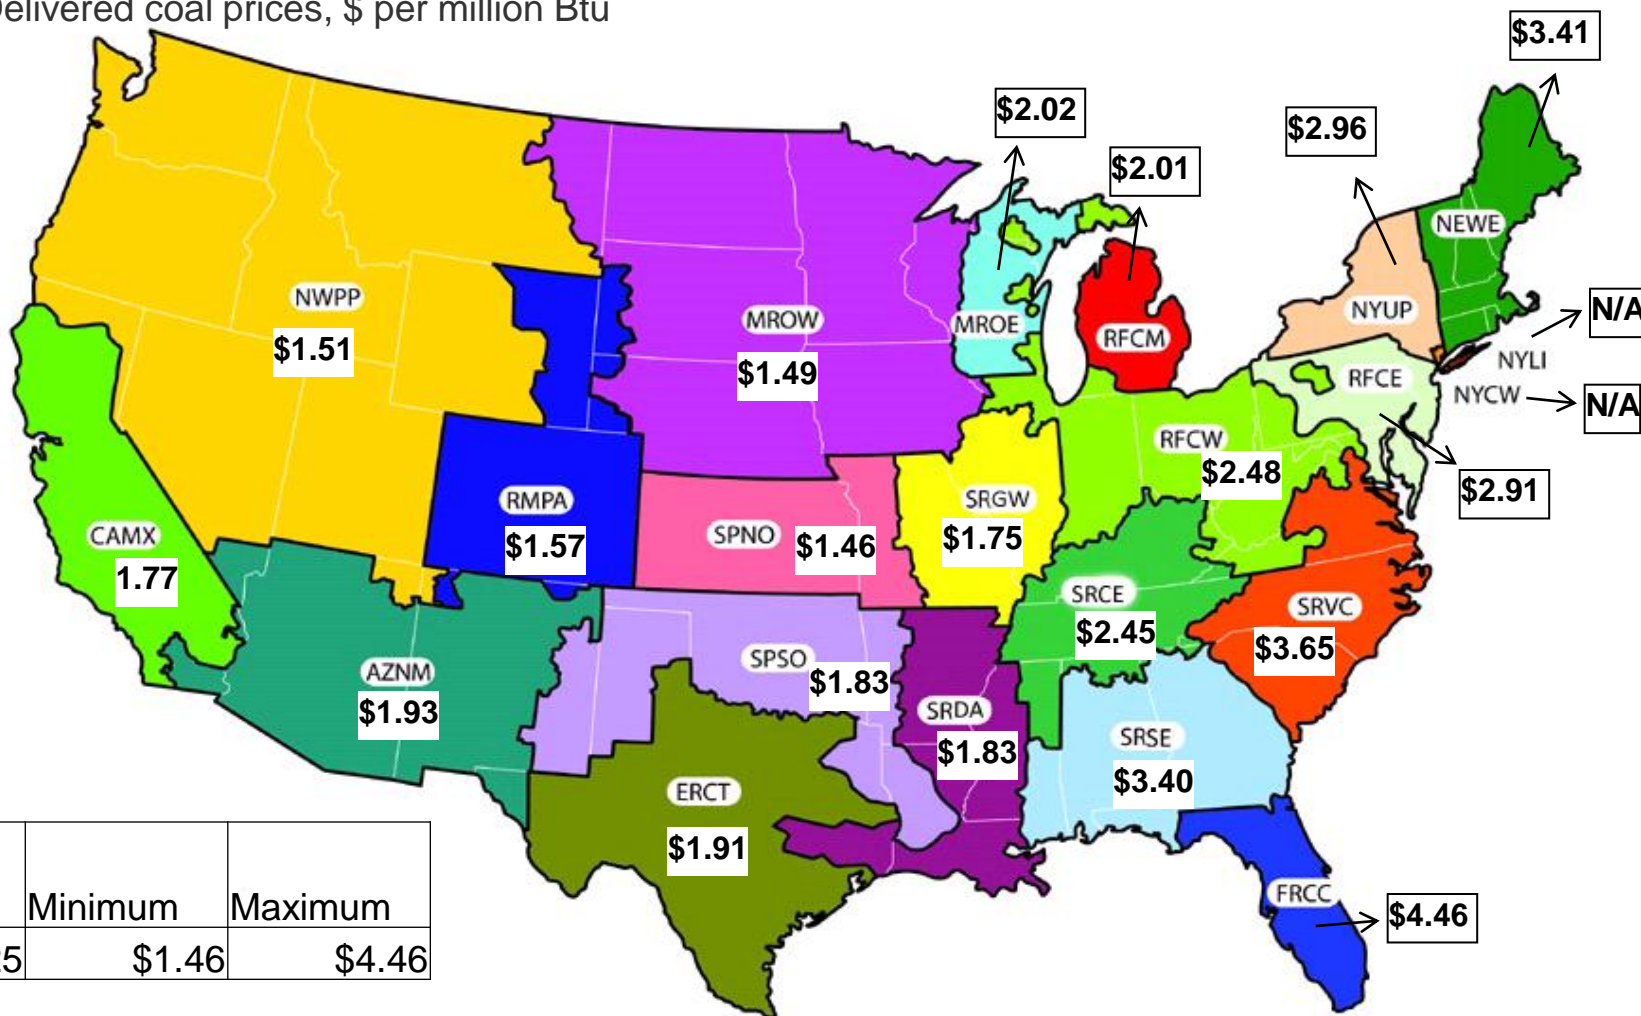 Delivered coal prices, $ per million Btu
$3.41
$2.02
$2.96
$2.01
NEWE
NWPP
$1.51
MROW
$1.49
MROE
RFCM
NYUP
N/A
NYLI
RFCE
NYCW
N/A
RFCW
$2.48
$2.91
RMPA
$1.57
SPNO
$1.46
SRGW
$1.75
CAMX
1.77
SRCE
$2.45
SRVC
$3.65
AZNM
$1.93
SPSO
$1.83
SRDA
$1.83
SRSE
$3.40
ERCT
$1.91
FRCC
$4.46
Minimum Maximum
$1.46 $4.46